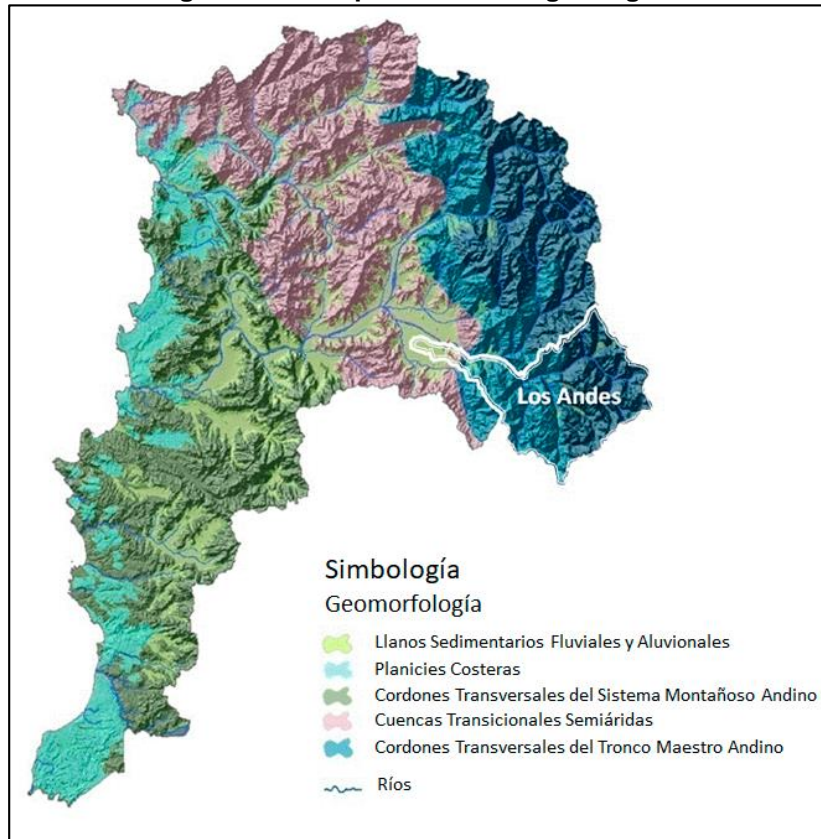 Los Andes
Simbología
Geomorfología
Llanos Sedimentarios Fluviales y Aluvionales
Planicies Costeras
Cordones Transversales del Sistema Montañoso Andino
Cuencas Transicionales Semiáridas
Cordones Transversales del Tronco Maestro Andino
Ríos